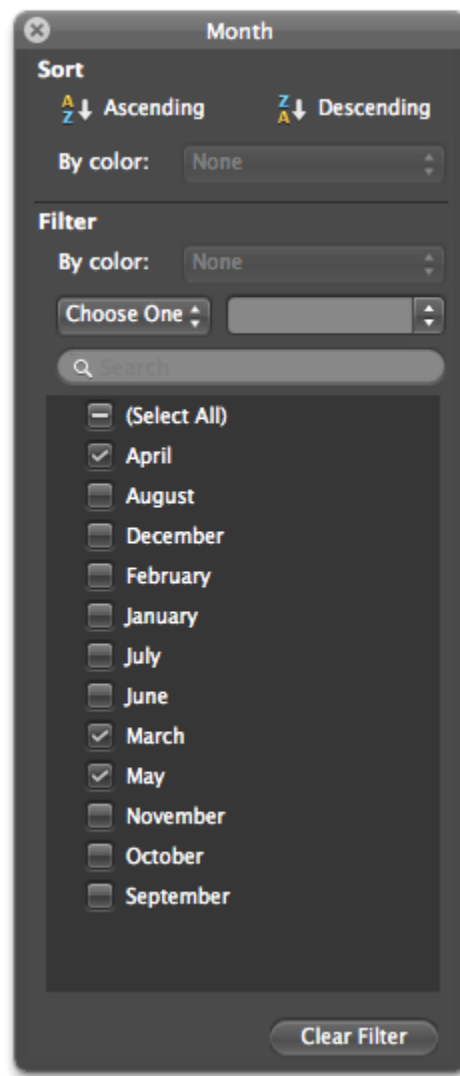 Month
Sort
A Z Ascending Z A Descending
By color: None
Filter
By color: None
Choose One
Search
(Select All)
April
August
December
February
January
July
June
March
May
November
October
September
Clear Filter